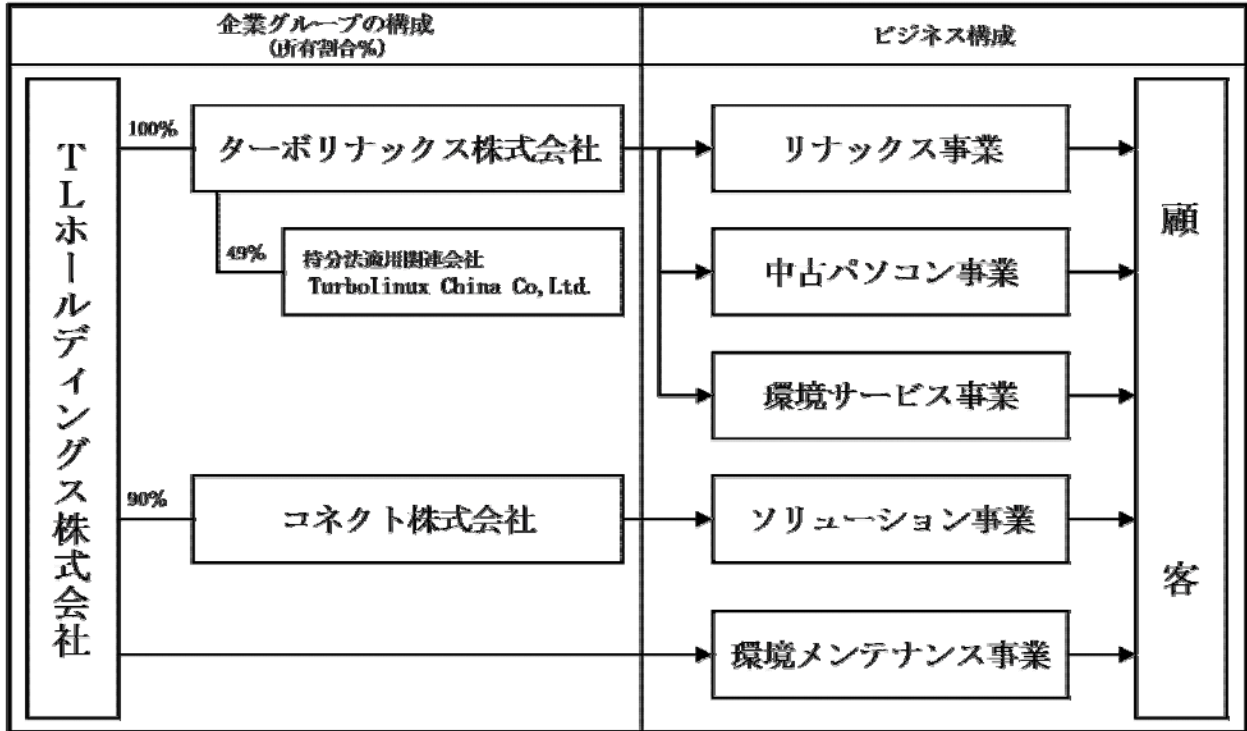 企業グループの構成
(所有割合%)
ビジネス構成
TLホールディングス株式会社
100%
ターボリナックス株式会社
49%
持分法適用関連会社
Turbolinux China Co,Ltd.
90%
コネクト株式会社
リナックス事業
中古パソコン事業
環境サービス事業
ソリューション事業
環境メンテナンス事業
顧客